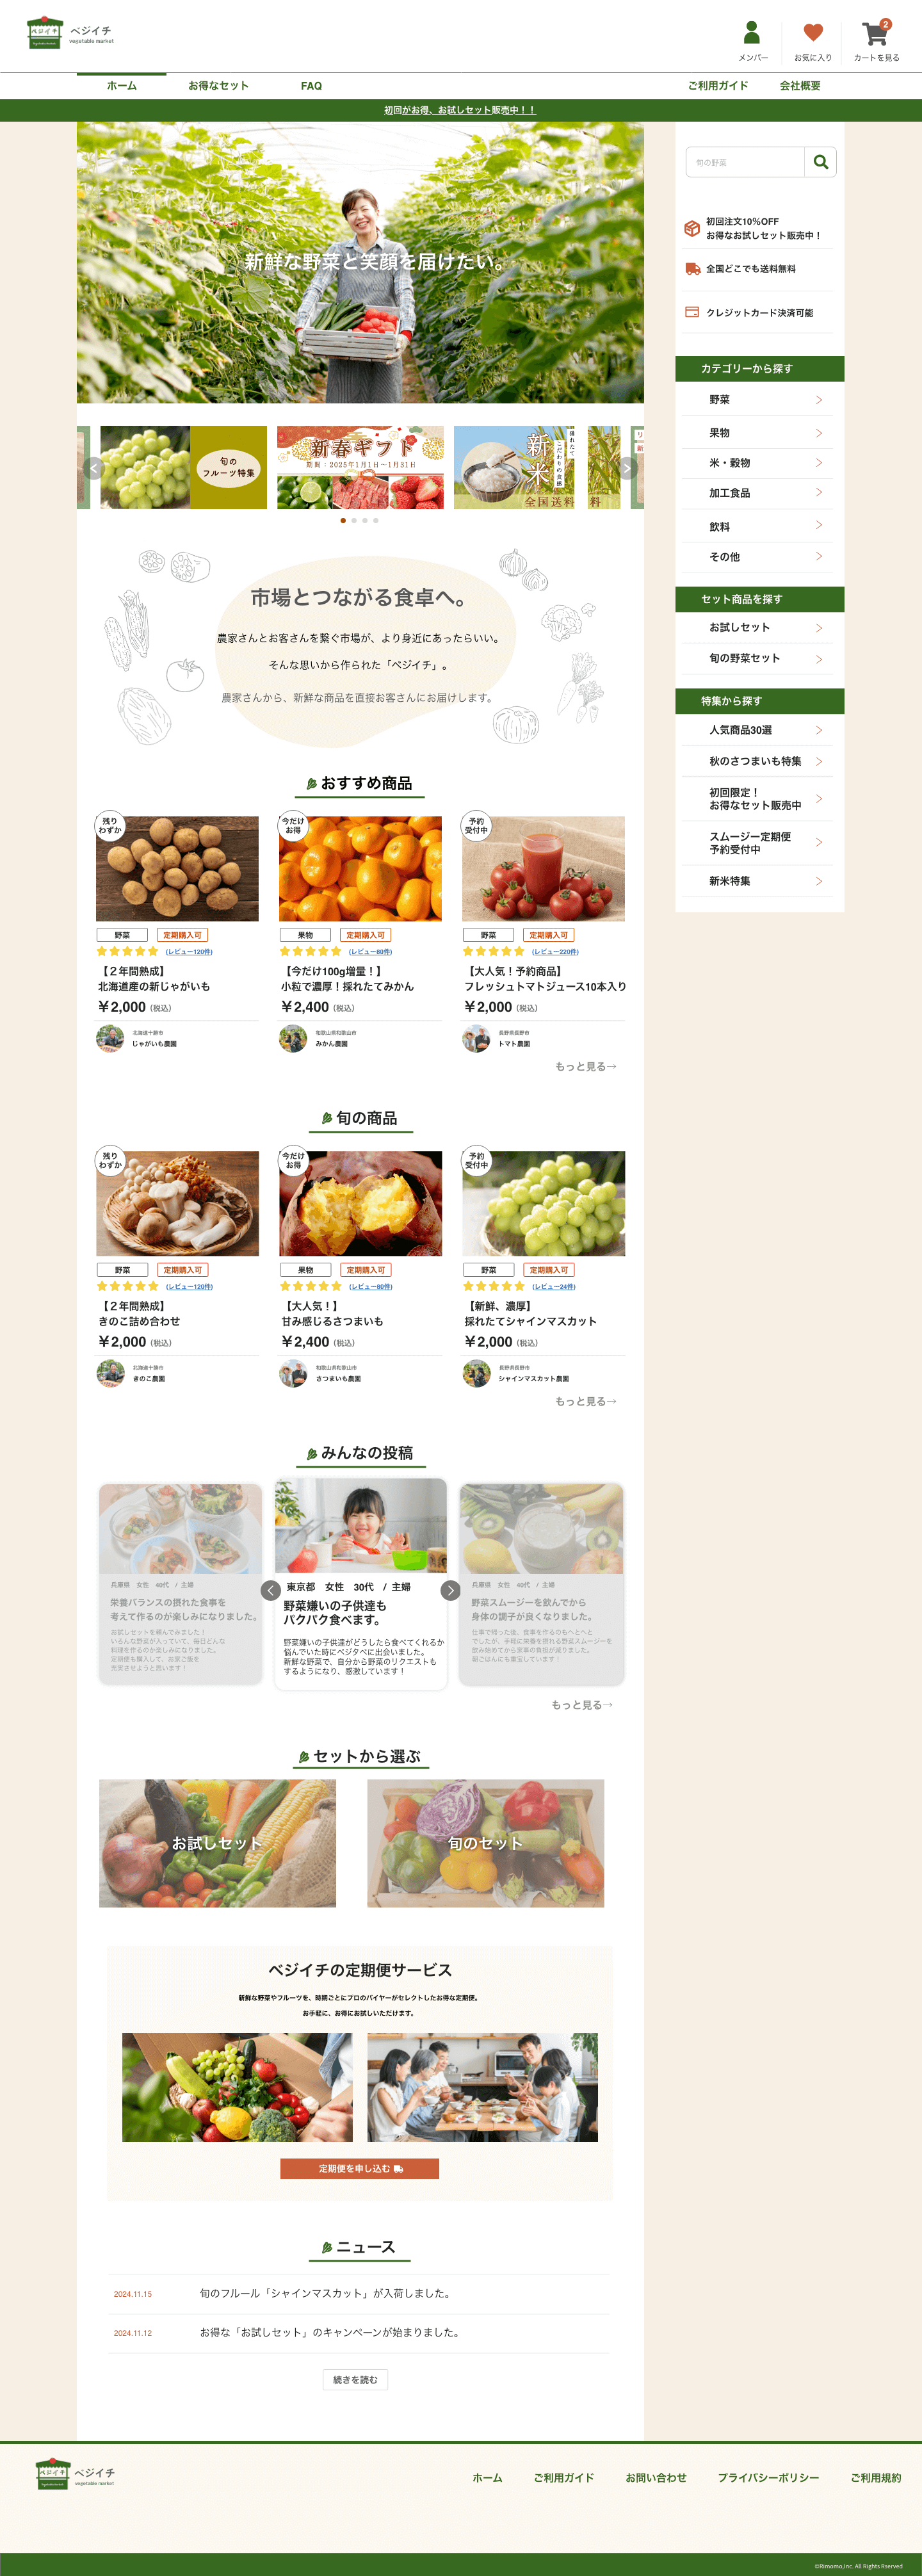 ベジイチ
vegetable market
ベジイチ
vegetable market
メンバー
お気に入り
2
カートを見る
ホーム
お得なセット
FAQ
ご利用ガイド
会社概要
初回がお得、お試しセット販売中！！
新鮮な野菜と笑顔を届けたい。
旬の
フルーツ特集
新春ギフト
期間：2025年1月1日〜1月31日
新米
こだわりの食感
全国送料
料
市場とつながる食卓へ。
農家さんとお客さんを繋ぐ市場が、より身近にあったらいい。
そんな思いから作られた「ベジイチ」。
農家さんから、新鮮な商品を直接お客さんにお届けします。
おすすめ商品
残り
わずか
野菜
定期購入可
(レビュー120件)
【２年間熟成】
北海道産の新じゃがいも
￥2,000（税込）
北海道十勝市
じゃがいも農園
今だけ
お得
果物
定期購入可
(レビュー80件)
【今だけ100g増量！】
小粒で濃厚！採れたてみかん
￥2,400（税込）
和歌山県和歌山市
みかん農園
予約
受付中
野菜
定期購入可
(レビュー220件)
【大人気！予約商品】
フレッシュトマトジュース10本入り
￥2,000（税込）
長野県長野市
トマト農園
もっと見る→
旬の商品
残り
わずか
野菜
定期購入可
(レビュー120件)
【２年間熟成】
きのこ詰め合わせ
￥2,000（税込）
北海道十勝市
きのこ農園
今だけ
お得
果物
定期購入可
(レビュー80件)
【大人気！】
甘み感じるさつまいも
￥2,400（税込）
和歌山県和歌山市
さつまいも農園
予約
受付中
野菜
定期購入可
(レビュー24件)
【新鮮、濃厚】
採れたてシャインマスカット
￥2,000（税込）
長野県長野市
シャインマスカット農園
もっと見る→
みんなの投稿
兵庫県　女性　40代　/ 主婦
栄養バランスの摂れた食事を
考えて作るのが楽しみになりました。
お試しセットを頼んでみました！
いろんな野菜が入っていて、毎日どんな
料理を作るのか楽しみになりました。
定期便も購入して、お家ご飯を
充実させようと思います！
東京都　女性　30代　/ 主婦
野菜嫌いの子供達も
パクパク食べます。
野菜嫌いの子供達がどうしたら食べてくれるか
悩んでいた時にベジタベに出会いました。
新鮮な野菜で、自分から野菜のリクエストも
するようになり、感激しています！
兵庫県　女性　40代　/ 主婦
野菜スムージーを飲んでから
身体の調子が良くなりました。
仕事で帰った後、食事を作るのもへとへと
でしたが、手軽に栄養を摂れる野菜スムージーを
飲み始めてから家事の負担が減りました。
朝ごはんにも重宝しています！
もっと見る→
セットから選ぶ
お試しセット
旬のセット
ベジイチの定期便サービス
新鮮な野菜やフルーツを、時期ごとにプロのバイヤーがセレクトしたお得な定期便。
お手軽に、お得にお試しいただけます。
定期便を申し込む
ニュース
2024.11.15
旬のフルール「シャインマスカット」が入荷しました。
2024.11.12
お得な「お試しセット」のキャンペーンが始まりました。
続きを読む
旬の野菜
初回注文10%OFF
お得なお試しセット販売中！
全国どこでも送料無料
クレジットカード決済可能
カテゴリーから探す
野菜
果物
米・穀物
加工食品
飲料
その他
セット商品を探す
お試しセット
旬の野菜セット
特集から探す
人気商品30選
秋のさつまいも特集
初回限定！
お得なセット販売中
スムージー定期便
予約受付中
新米特集
ベジイチ
vegetable market
ベジイチ
vegetable market
ホーム
ご利用ガイド
お問い合わせ
プライバシーポリシー
ご利用規約
©Rimomo,Inc. All Rights Rserved